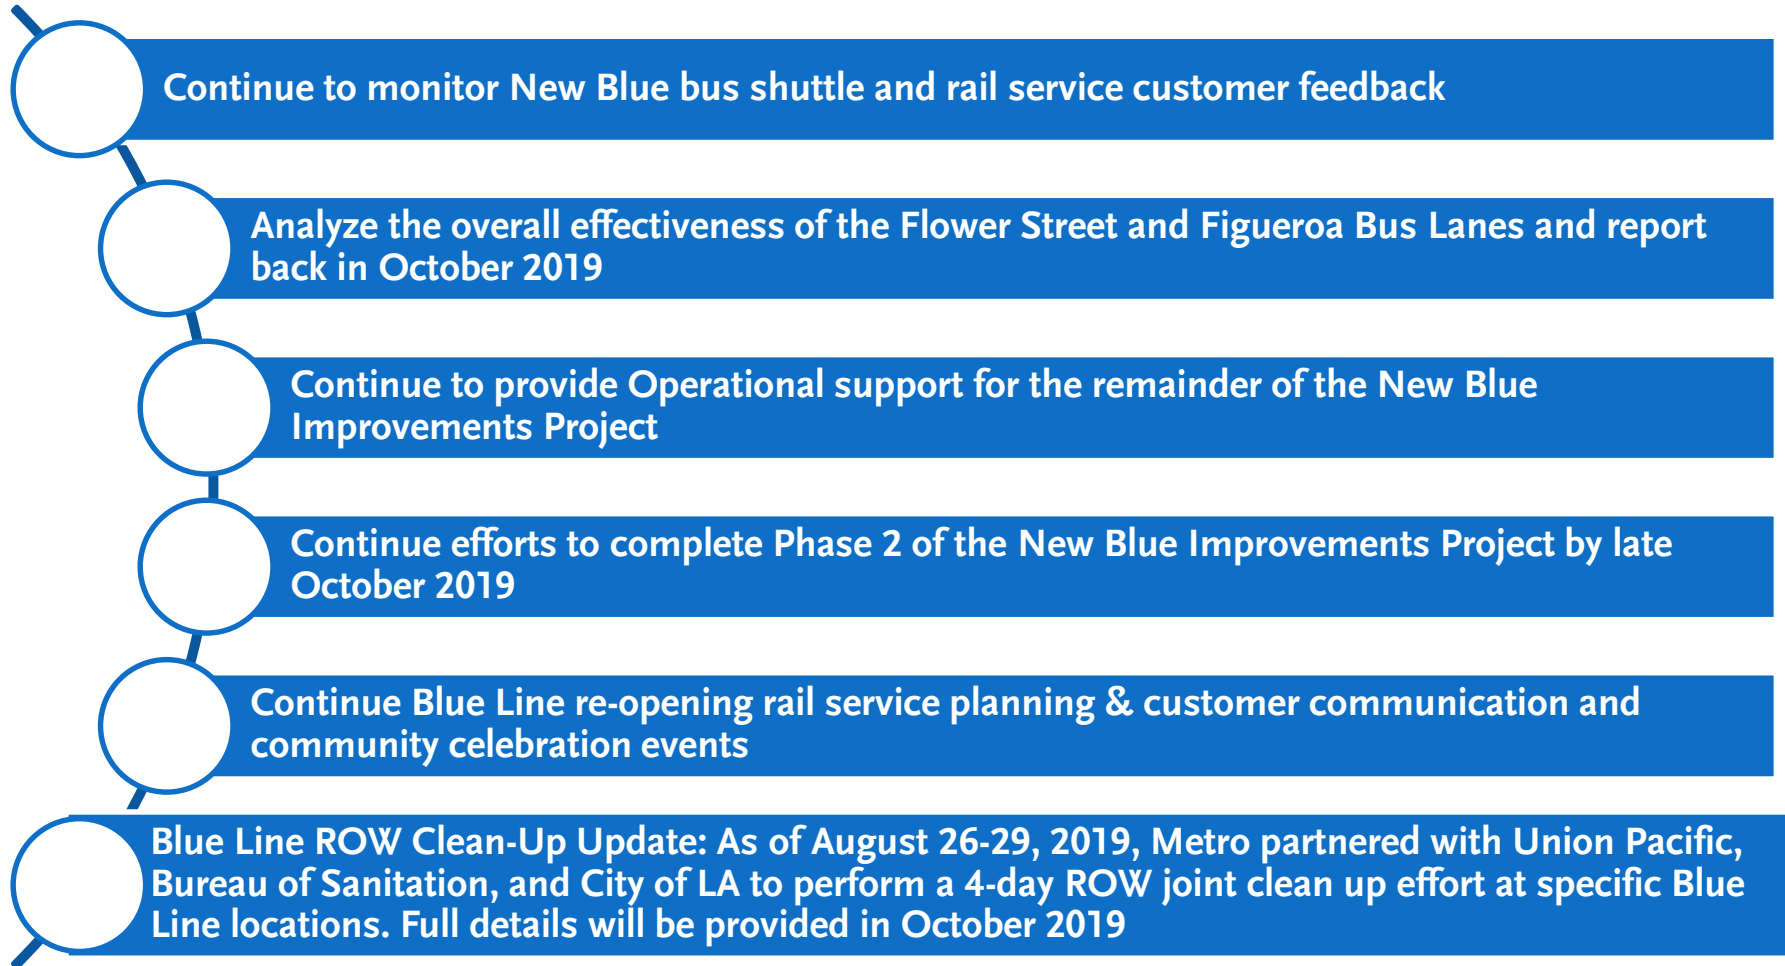 Continue to monitor New Blue bus shuttle and rail service customer feedback
Analyze the overall effectiveness of the Flower Street and Figueroa Bus Lanes and report
back in October 2019
Continue to provide Operational support for the remainder of the New Blue
Improvements Project
Continue efforts to complete Phase 2 of the New Blue Improvements Project by late
October 2019
Continue Blue Line re-opening rail service planning & customer communication and
community celebration events
Blue Line ROW Clean-Up Update: As of August 26-29, 2019, Metro partnered with Union Pacific,
Bureau of Sanitation, and City of LA to perform a 4-day ROW joint clean up effort at specific Blue
Line locations. Full details will be provided in October 2019